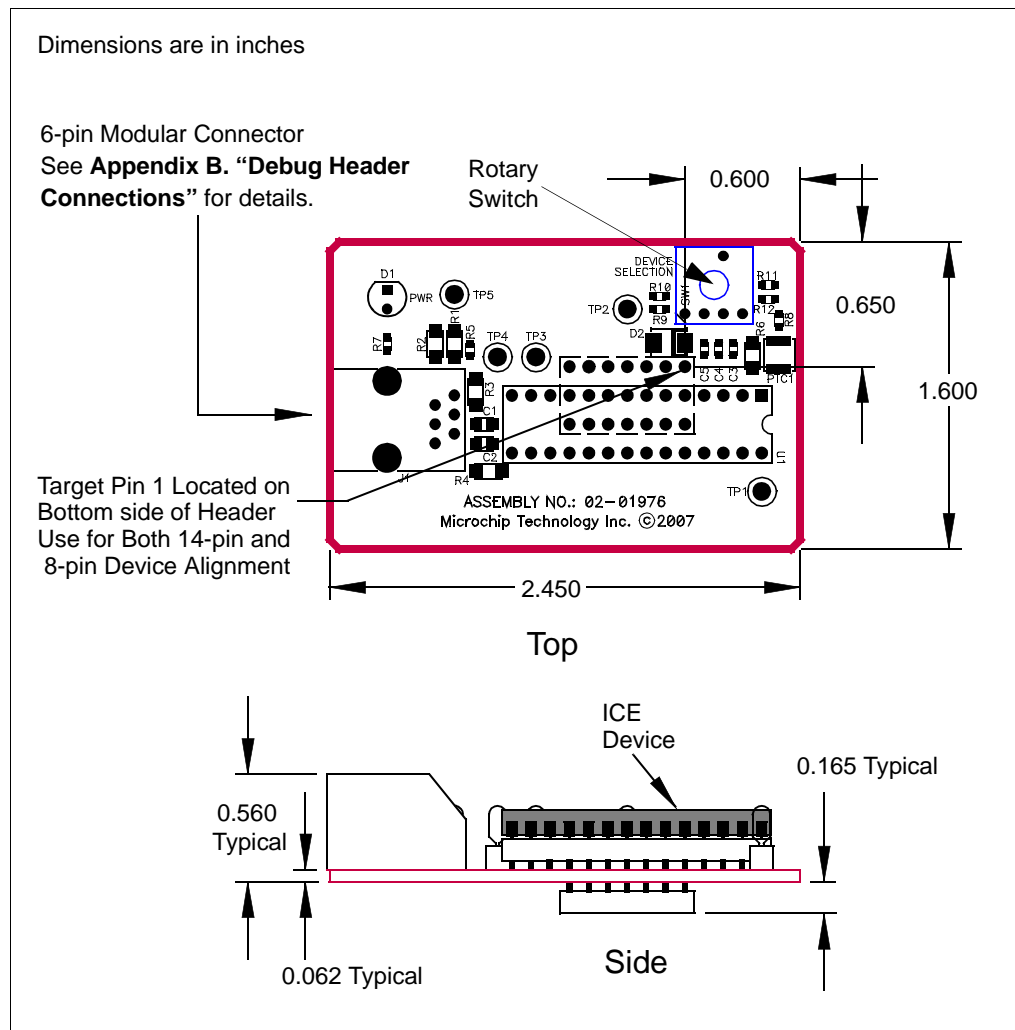 Dimensions are in inches
6-pin Modular Connector
See Appendix B. “Debug Header
Connections” for details.
Rotary
Switch
0.600
0.650
1.600
DEVICE
SELECTION
SW1
R10
R9
R11
R12
R8
R6
D1
PWR
TP5
TP2
D2
R1
R2
R5
R7
TP4
TP3
C5
C4
C3
PTC1
R3
C1
C2
R4
J1
U1
TP1
ASSEMBLY NO.: 02-01976
Microchip Technology Inc. ©2007
Target Pin 1 Located on
Bottom side of Header
Use for Both 14-pin and
8-pin Device Alignment
2.450
Top
ICE
Device
0.165 Typical
0.560
Typical
0.062 Typical
Side